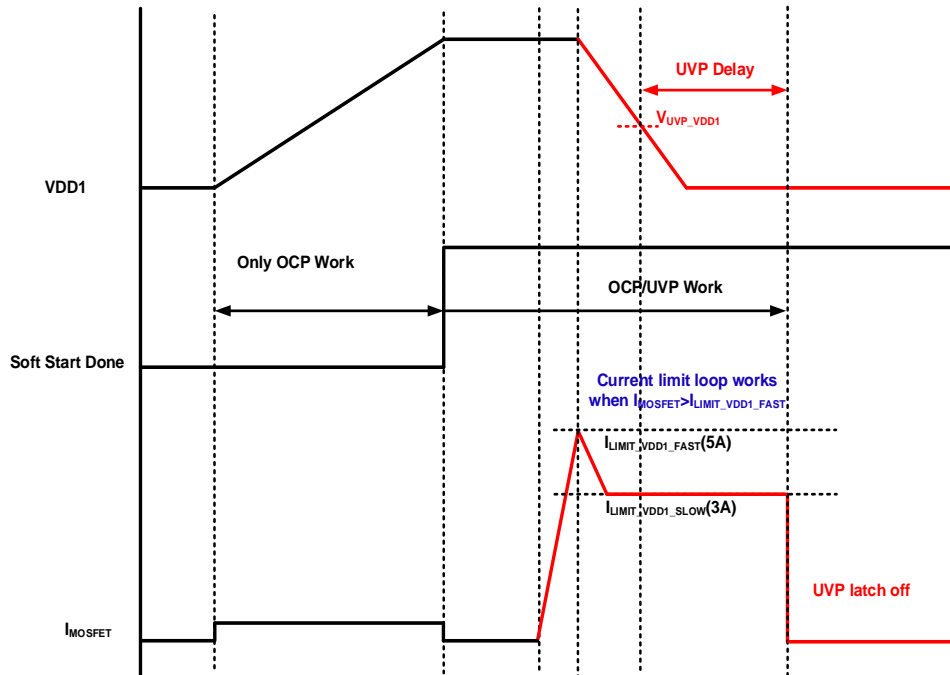 UVP Delay
VUVP_VDD1
VDD1
Only OCP Work
OCP/UVP Work
Soft Start Done
Current limit loop works
when IMOSFET>ILIMIT_VDD1_FAST
ILIMIT_VDD1_FAST(5A)
ILIMIT_VDD1_SLOW(3A)
UVP latch off
IMOSFET